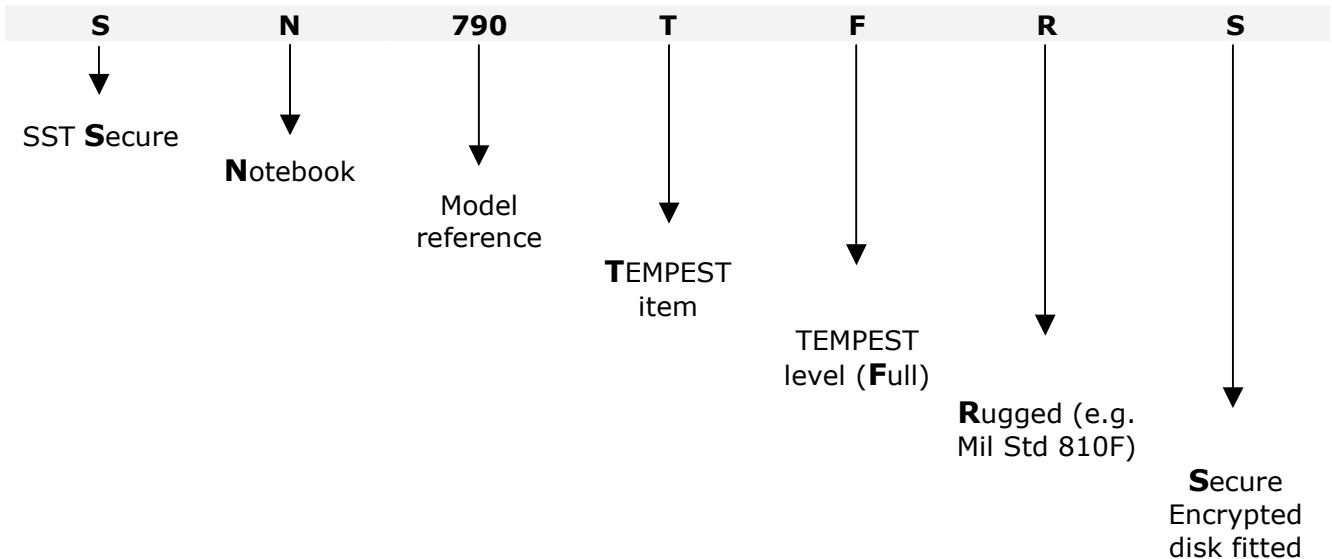 S N 790 T F R S
SST Secure
Notebook
Model
reference
TEMPEST
item
TEMPEST
level (Full)
Rugged (e.g.
Mil Std 810F)
Secure
Encrypted
disk fitted